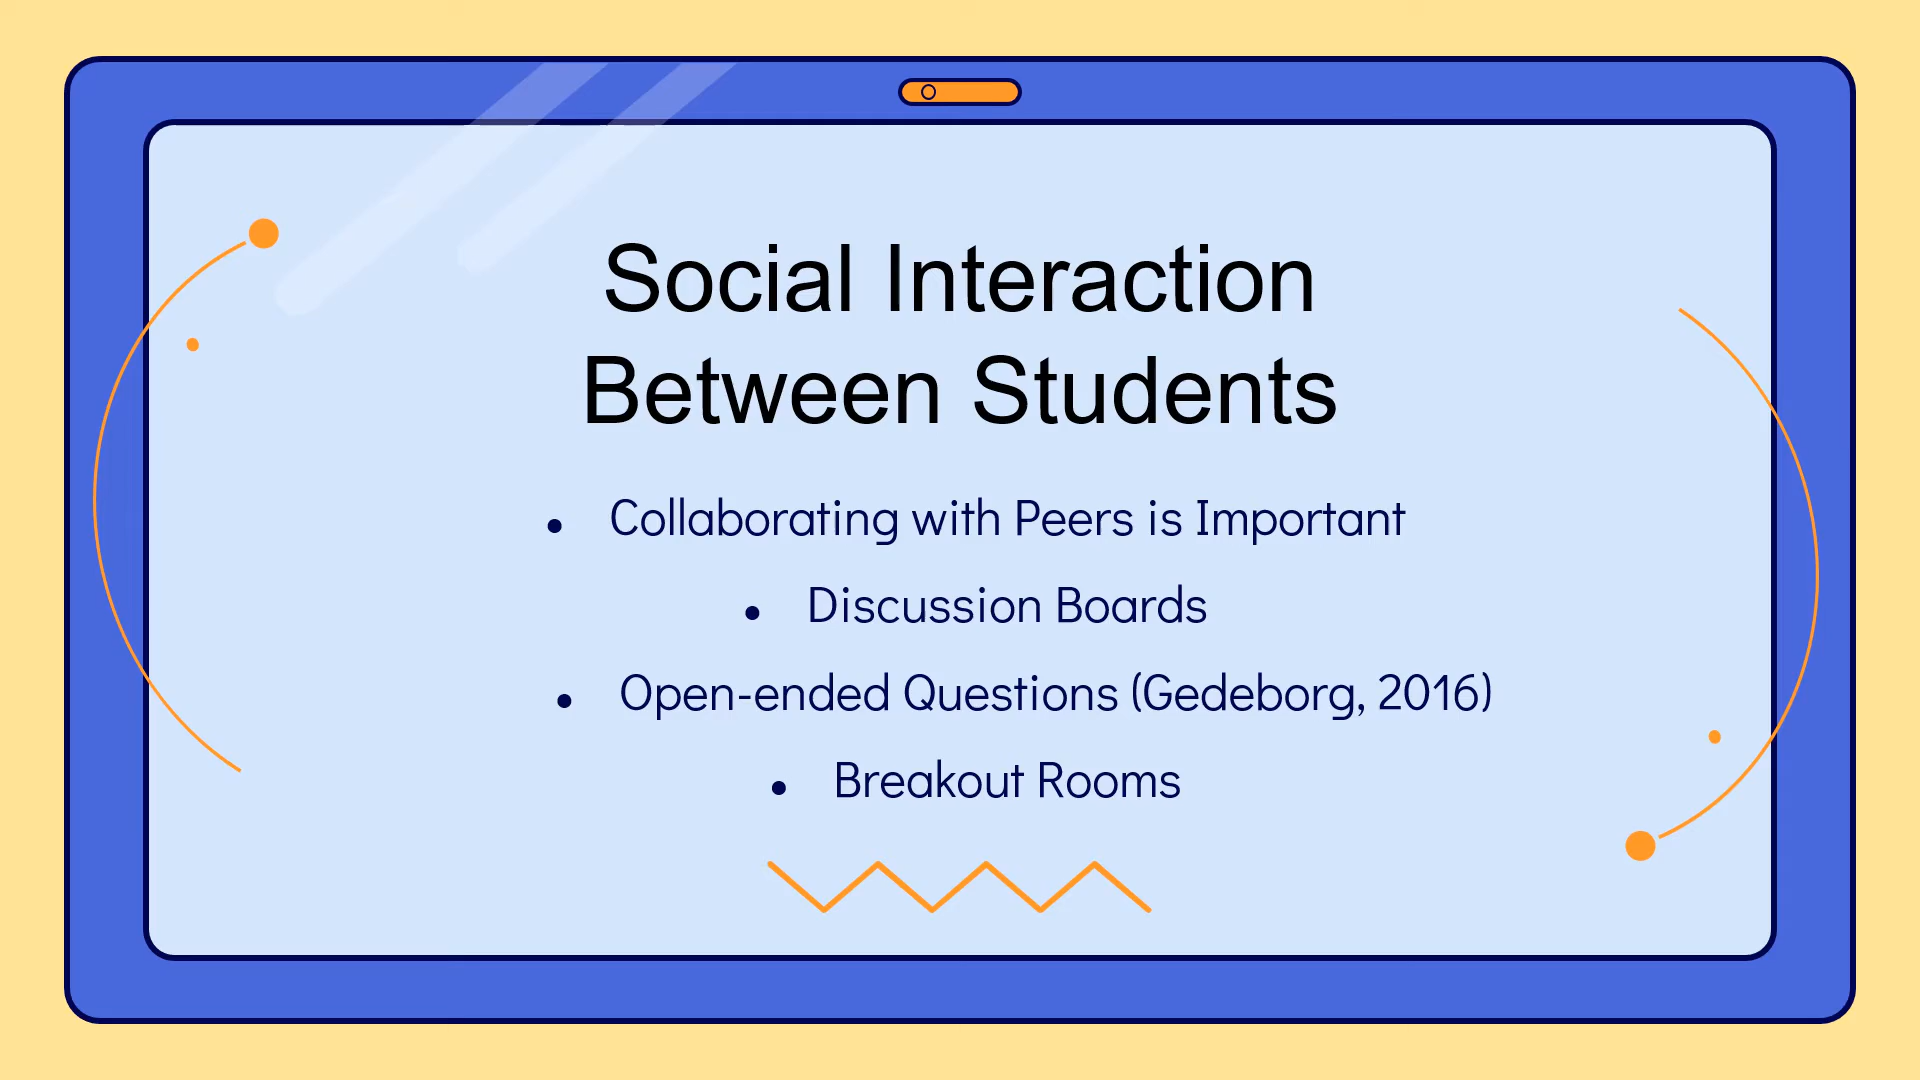 Social Interaction
Between Students
• Collaborating with Peers is Important
• Discussion Boards
• Open-ended Questions (Gedeborg, 2016)
• Breakout Rooms